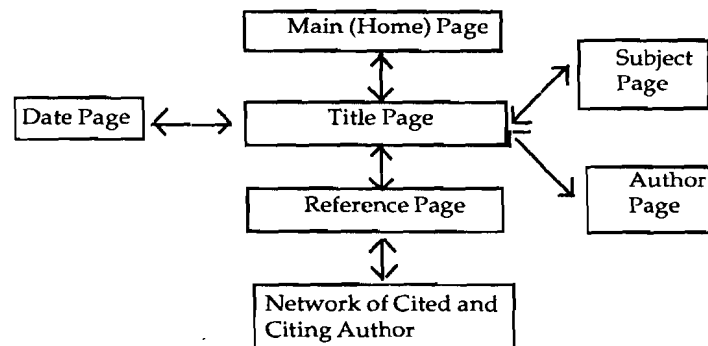 Main (Home) Page
Subject
Page
Date Page
Title Page
Author
Page
Reference Page
Network of Cited and
Citing Author